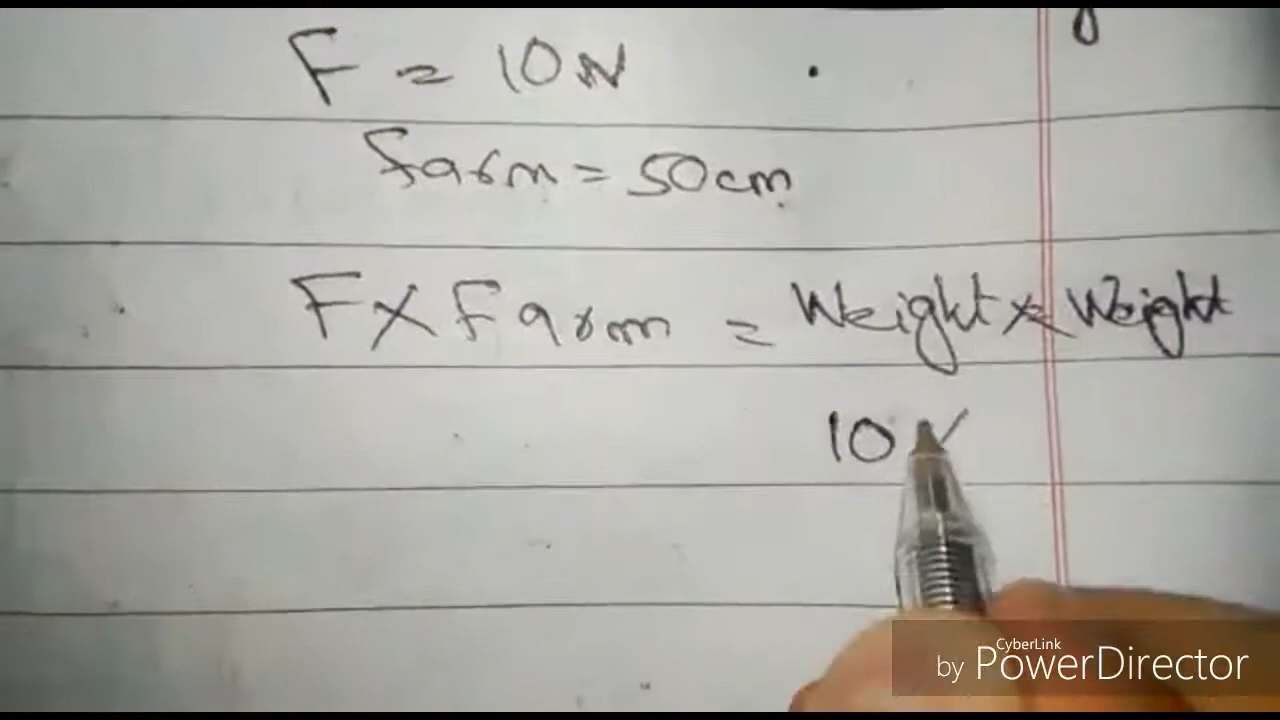 F = 10N
Farm = 50cm
F X Farm = Weight x Weight
10 X
CyberLink
by PowerDirector